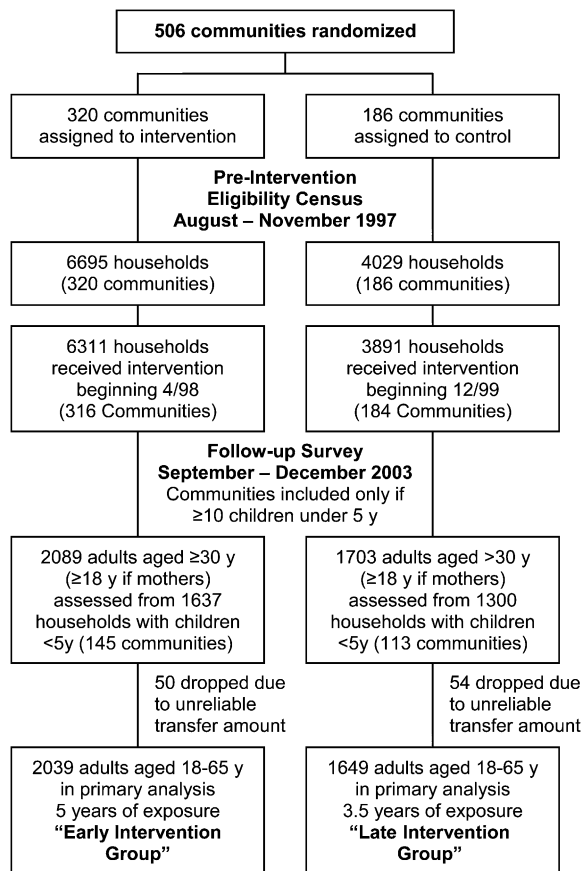 506 communities randomized
320 communities
assigned to intervention
186 communities
assigned to control
Pre-Intervention
Eligibility Census
August – November 1997
6695 households
(320 communities)
4029 households
(186 communities)
6311 households
received intervention
beginning 4/98
(316 Communities)
3891 households
received intervention
beginning 12/99
(184 Communities)
Follow-up Survey
September – December 2003
Communities included only if
≥10 children under 5 y
2089 adults aged ≥30 y
(≥18 y if mothers)
assessed from 1637
households with children
<5y (145 communities)
1703 adults aged >30 y
(≥18 y if mothers)
assessed from 1300
households with children
<5y (113 communities)
50 dropped due
to unreliable
transfer amount
54 dropped due
to unreliable
transfer amount
2039 adults aged 18-65 y
in primary analysis
5 years of exposure
“Early Intervention
Group”
1649 adults aged 18-65 y
in primary analysis
3.5 years of exposure
“Late Intervention
Group”